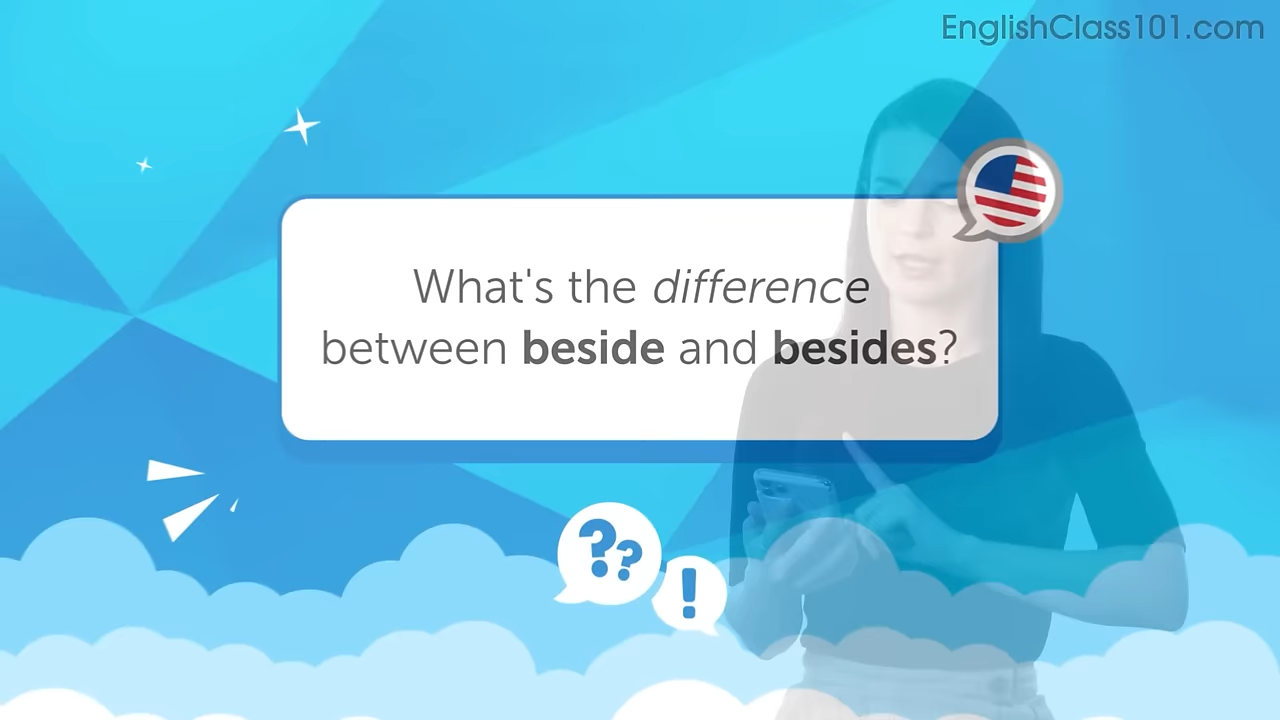 EnglishClass101.com
What's the difference
between beside and besides?
??
!